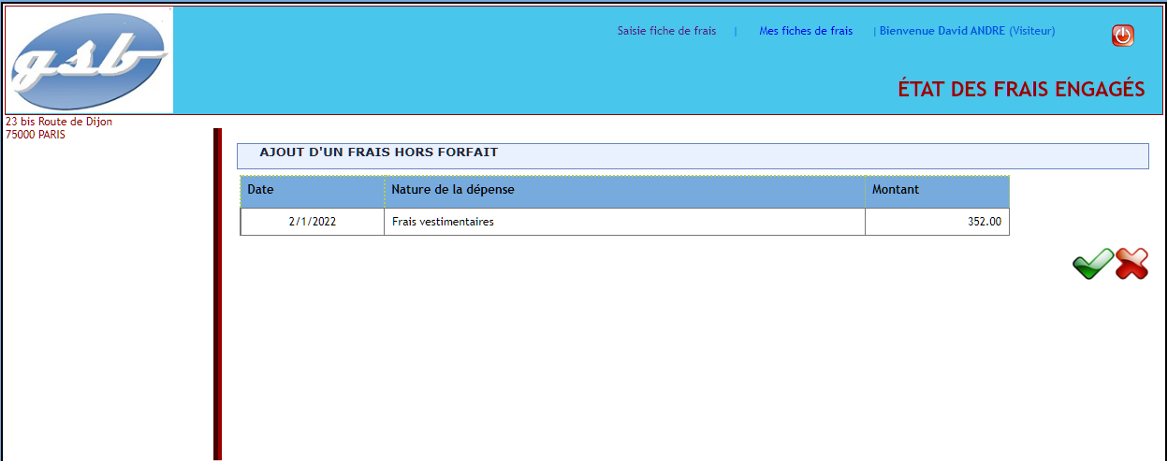 gsb
Saisie fiche de frais | Mes fiches de frais | Bienvenue David ANDRE (Visiteur)
ÉTAT DES FRAIS ENGAGÉS
23 bis Route de Dijon
75000 PARIS
AJOUT D'UN FRAIS HORS FORFAIT
Date Nature de la dépense Montant
2/1/2022 Frais vestimentaires 352.00